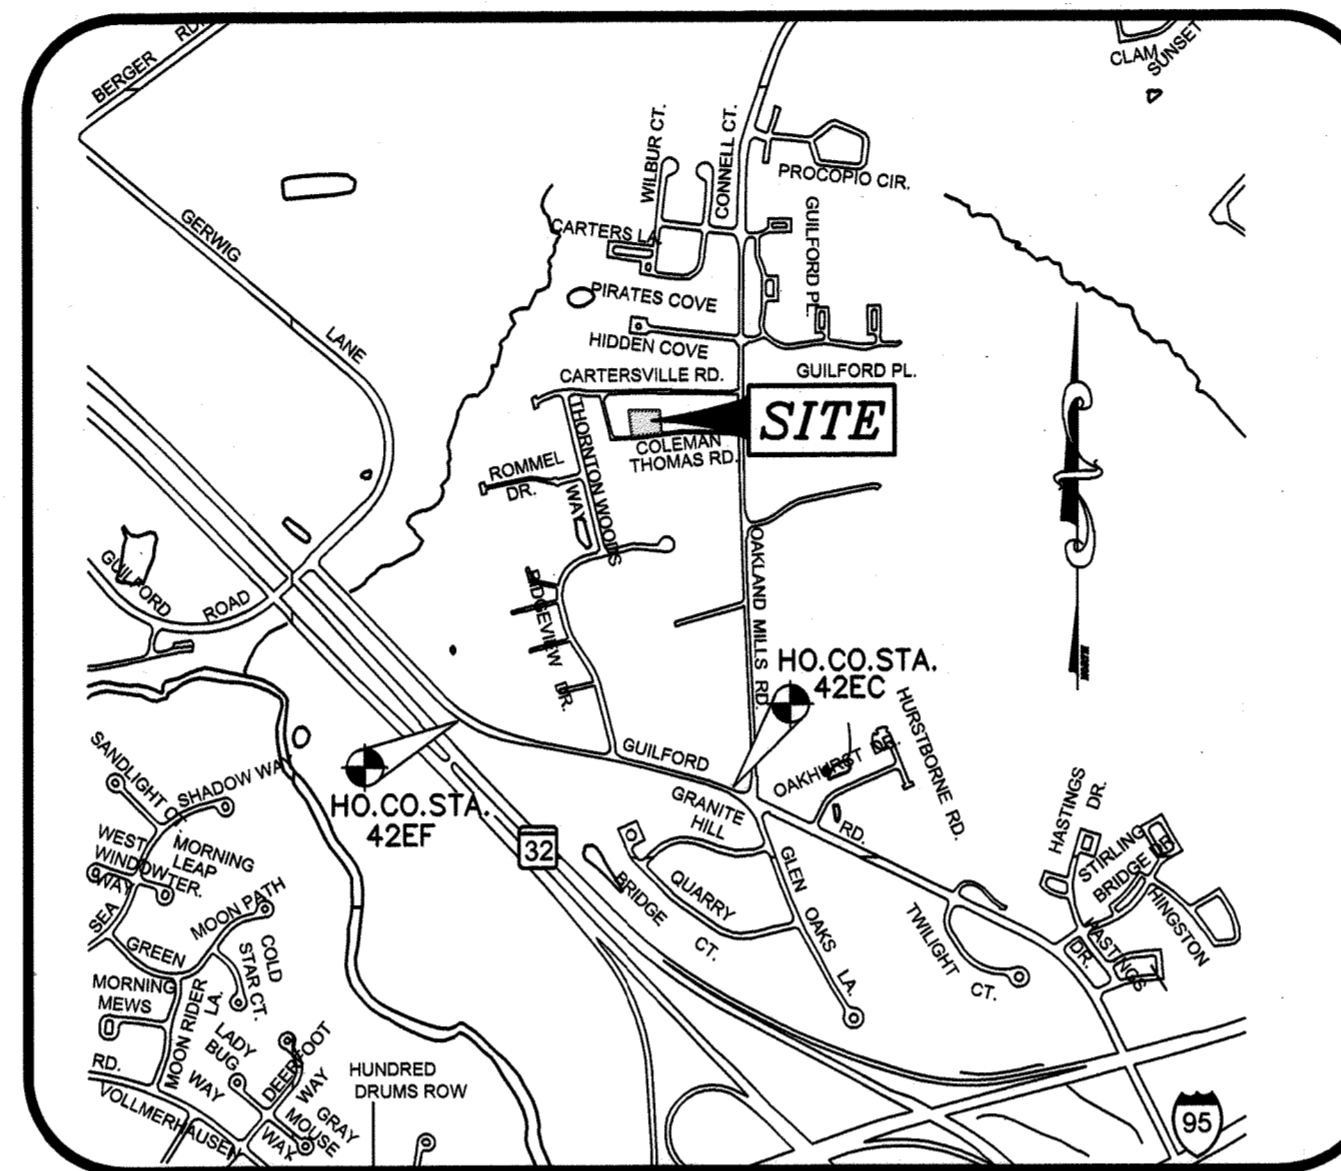 BERGER RD.
CLAM
SUNSET
WILBUR CT.
CONNELL CT.
PROCOPIO CIR.
GERWIG
LANE
CARTERS LA.
GUILFORD PL.
PIRATES COVE
HIDDEN COVE
CARTERSVILLE RD.
GUILFORD PL.
SITE
COLEMAN
THOMAS RD.
THORNTON WOODS
WAY
ROMMEL
DR.
OAKLAND MILLS RD.
GUILFORD
ROAD
RIDGEVIEW DR.
HO.CO.STA.
42EC
HURSTBORNE RD.
GUILFORD
OAKHURST DR.
RD.
SANDLIGHT CT.
SHADOW WAY
HO.CO.STA.
42EF
32
GRANITE
HILL
WEST
WINDOWTER.
WAY
MORNING
LEAP
SEA
GREEN
MOON PATH
COLD
STAR CT.
BRIDGE
CT.
QUARRY
GLEN OAKS LA.
TWILIGHT
CT.
HASTINGS
DR.
STIRLING
BRIDGE DR.
HINGSTON
HASTINGS
DR.
MORNING
MEWS
MOON RIDER
LA.
LADY
BUG
WAY
DEERFOOT
WAY
GRAY
MOUSE
WAY
HUNDRED
DRUMS ROW
RD.
VOLLMERHAUSEN
95